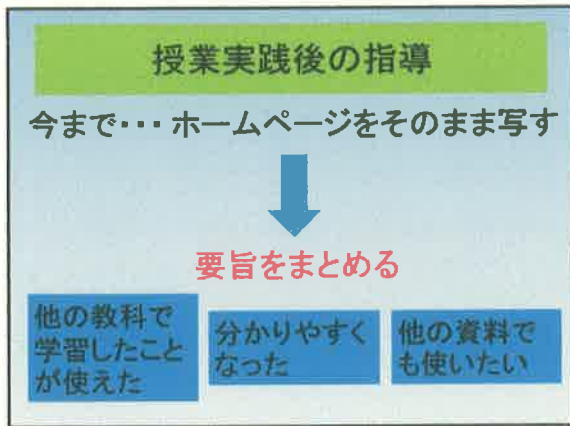 授業実践後の指導
今まで・・・ホームページをそのまま写す
要旨をまとめる
他の教科で
学習したこと
が使えた
分かりやすく
なった
他の資料で
も使いたい